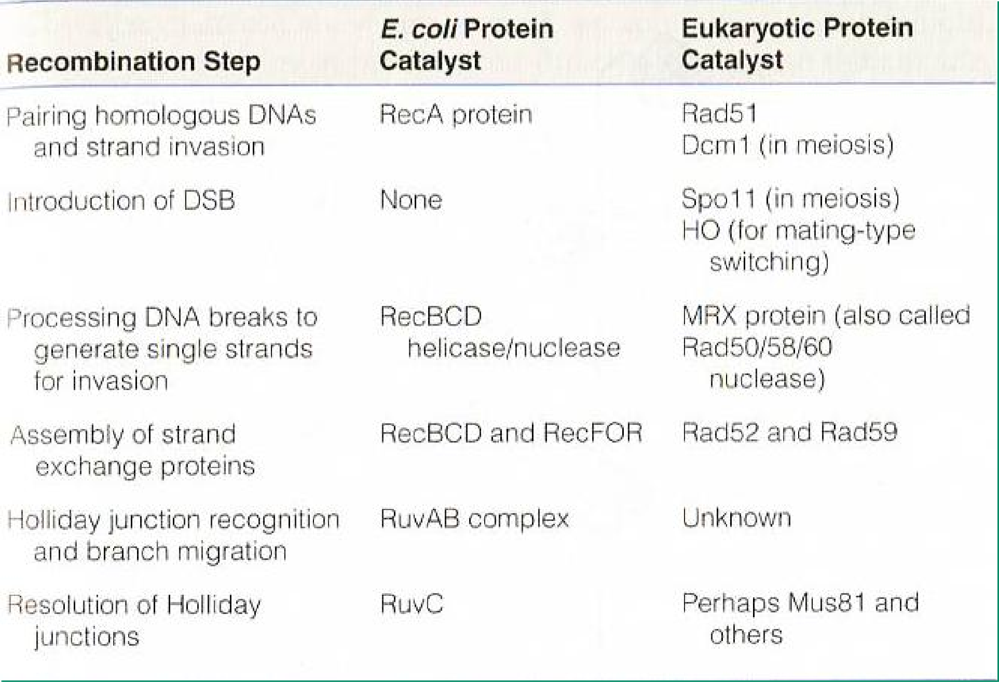 Recombination Step
E. coli Protein
Catalyst
Eukaryotic Protein
Catalyst
Pairing homologous DNAs
and strand invasion
RecA protein
Rad51
Dcm1 (in meiosis)
Introduction of DSB
None
Spo11 (in meiosis)
HO (for mating-type
switching)
Processing DNA breaks to
generate single strands
for invasion
RecBCD
helicase/nuclease
MRX protein (also called
Rad50/58/60
nuclease)
Assembly of strand
exchange proteins
RecBCD and RecFOR
Rad52 and Rad59
Holliday junction recognition
and branch migration
RuvAB complex
Unknown
Resolution of Holliday
junctions
RuvC
Perhaps Mus81 and
others